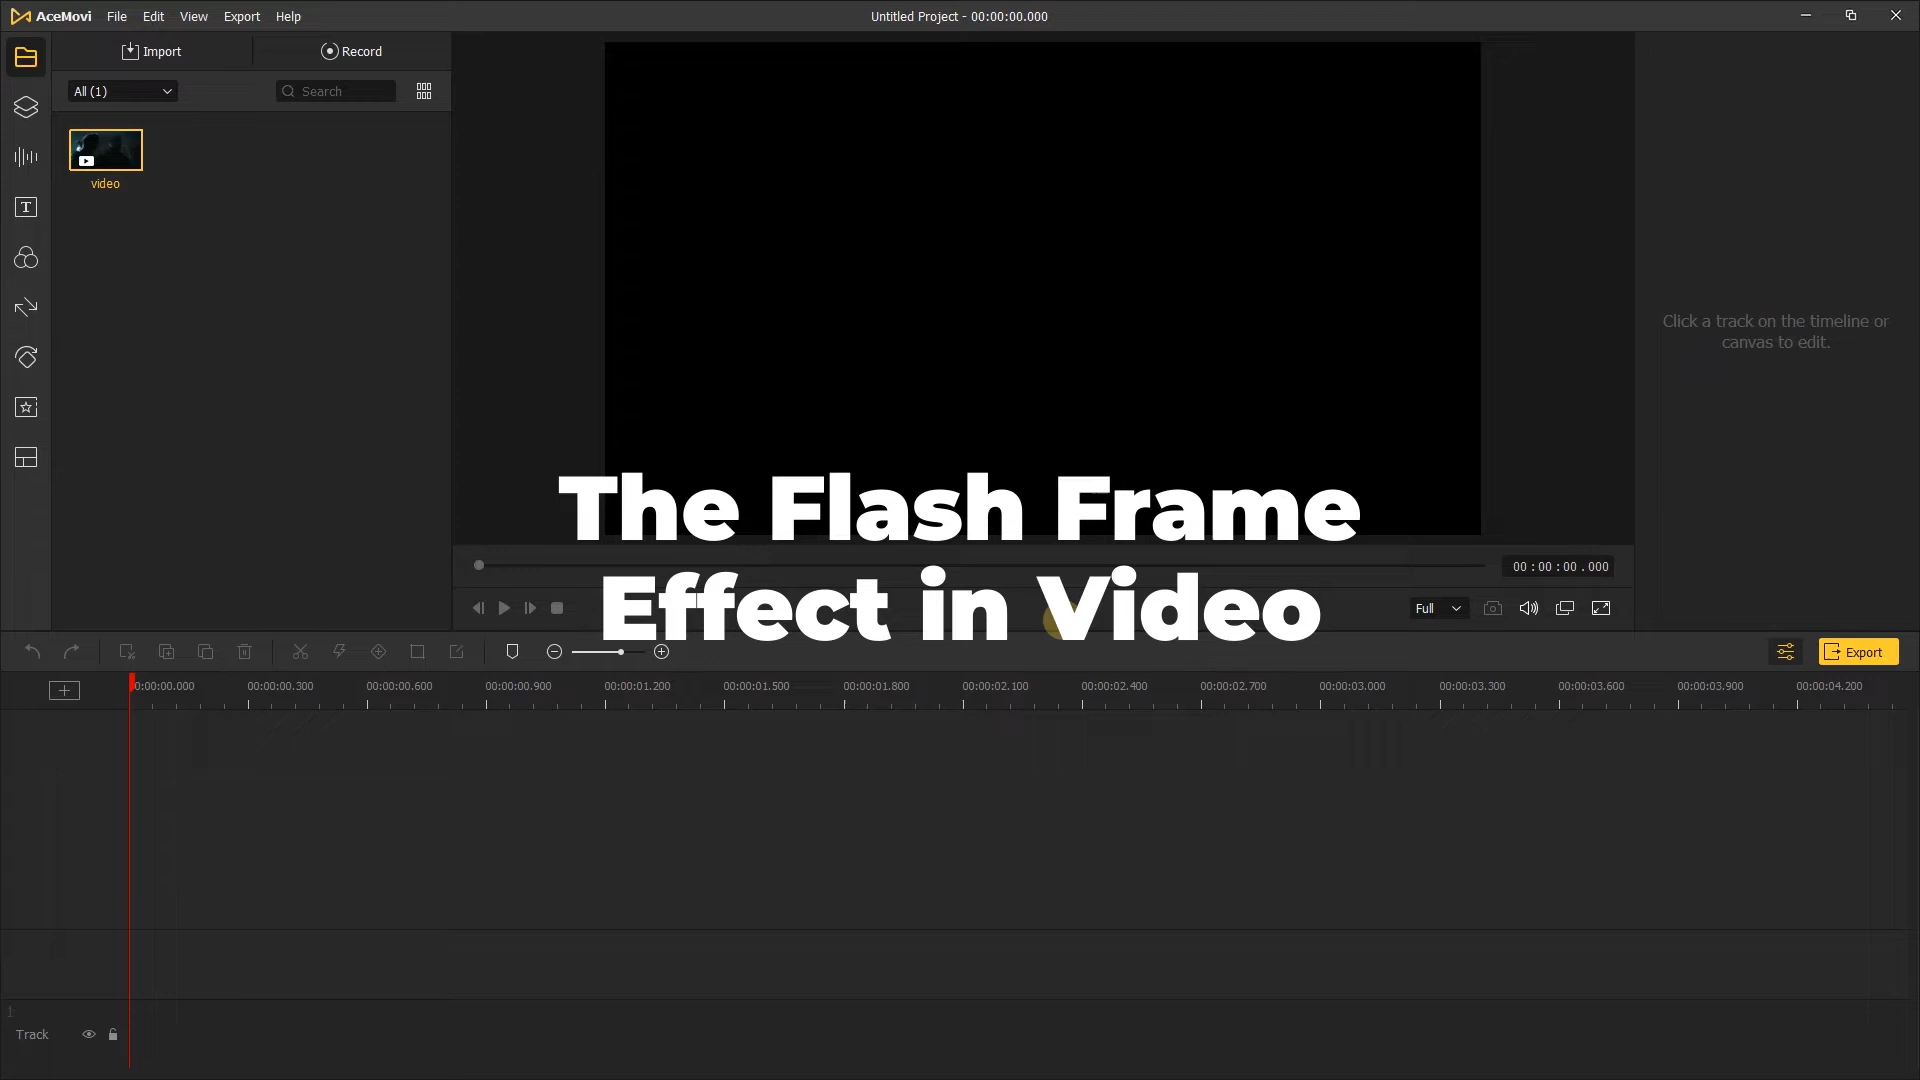 AceMovi File Edit View Export Help
Untitled Project - 00:00:00.000
Import Record
All (1) Search
video
Click a track on the timeline or
canvas to edit.
The Flash Frame
Effect in Video
00:00:00.000
Full
Export
0:00:00.000 00:00:00.300 00:00:00.600 00:00:00.900 00:00:01.200 00:00:01.500 00:00:01.800 00:00:02.100 00:00:02.400 00:00:02.700 00:00:03.000 00:00:03.300 00:00:03.600 00:00:03.900 00:00:04.200
1
Track